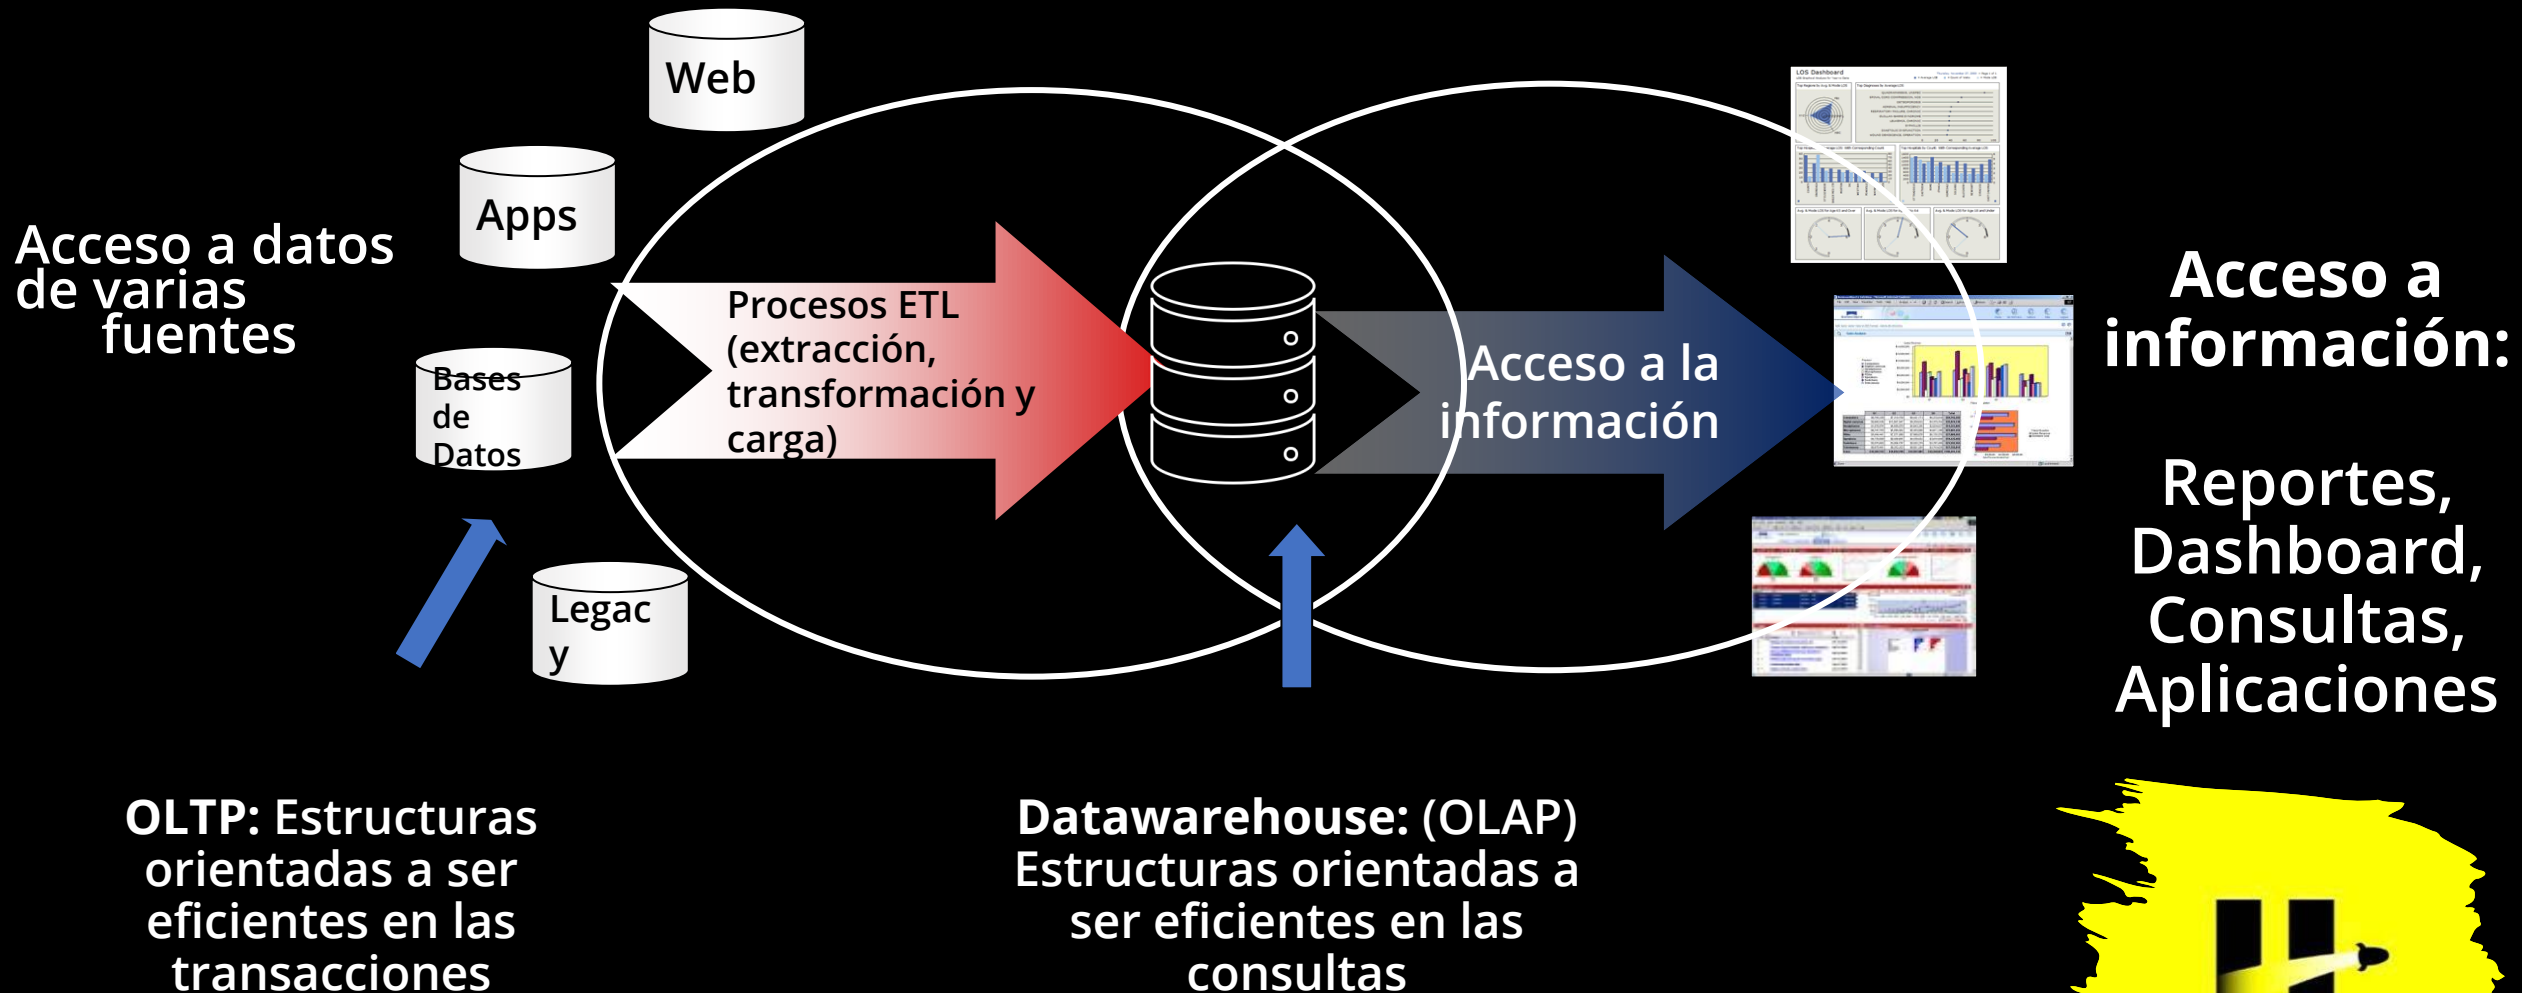 Web
Apps
Acceso a datos
de varias
fuentes
Bases
de
Datos
Legac
y
Procesos ETL
(extracción,
transformación y
carga)
Acceso a la
información
LOS Dashboard
Acceso a
información:
Reportes,
Dashboard,
Consultas,
Aplicaciones
OLTP: Estructuras
orientadas a ser
eficientes en las
transacciones
Datawarehouse: (OLAP)
Estructuras orientadas a
ser eficientes en las
consultas